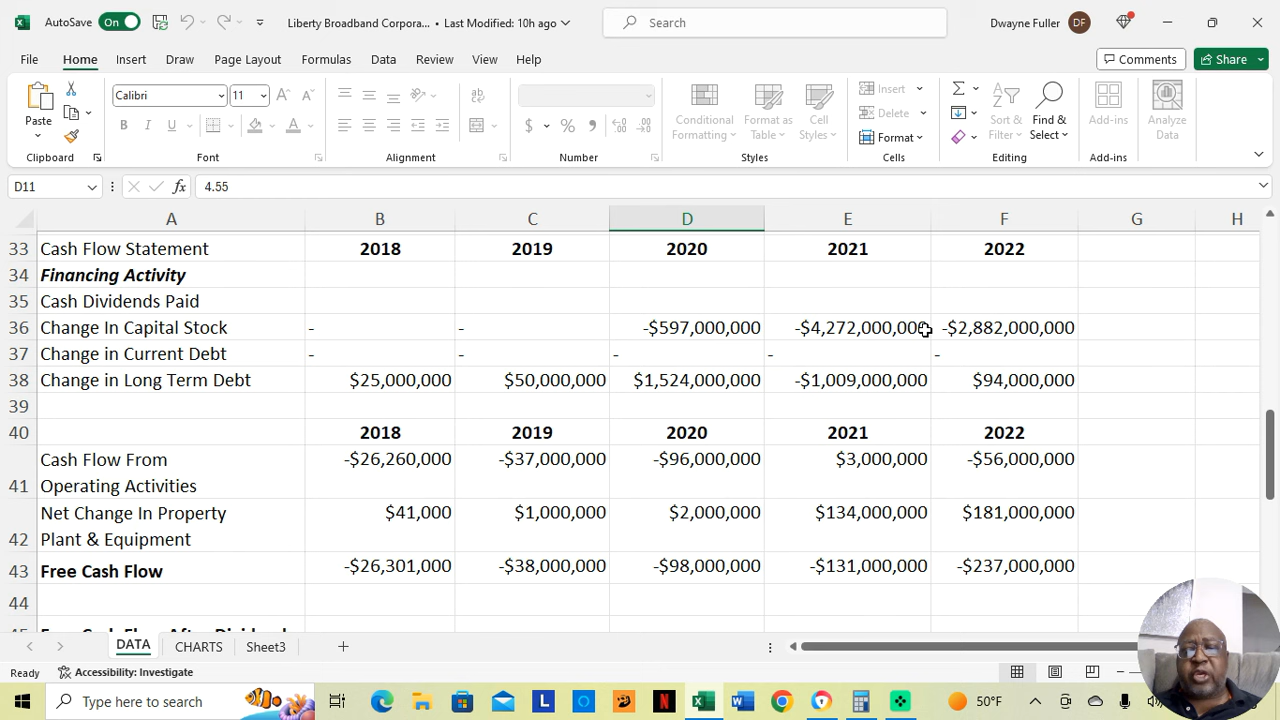 AutoSave On Liberty Broadband Corpora... • Last Modified: 10h ago Search Dwayne Fuller DF
File Home Insert Draw Page Layout Formulas Data Review View Help Comments Share
Paste Calibri 11 B I U $ % , Conditional Formatting Format as Table Cell Styles Insert Delete Format Sort & Filter Find & Select Add-ins Analyze Data
Clipboard Font Alignment Number Styles Cells Editing Add-ins
D11 fx 4.55
A B C D E F G H
33 Cash Flow Statement 2018 2019 2020 2021 2022
34 Financing Activity
35 Cash Dividends Paid
36 Change In Capital Stock - - -$597,000,000 -$4,272,000,000 -$2,882,000,000
37 Change in Current Debt - - - - -
38 Change in Long Term Debt $25,000,000 $50,000,000 $1,524,000,000 -$1,009,000,000 $94,000,000
39
40 2018 2019 2020 2021 2022
Cash Flow From -$26,260,000 -$37,000,000 -$96,000,000 $3,000,000 -$56,000,000
41 Operating Activities
Net Change In Property $41,000 $1,000,000 $2,000,000 $134,000,000 $181,000,000
42 Plant & Equipment
43 Free Cash Flow -$26,301,000 -$38,000,000 -$98,000,000 -$131,000,000 -$237,000,000
44
DATA CHARTS Sheet3
Ready Accessibility: Investigate
Type here to search 50°F